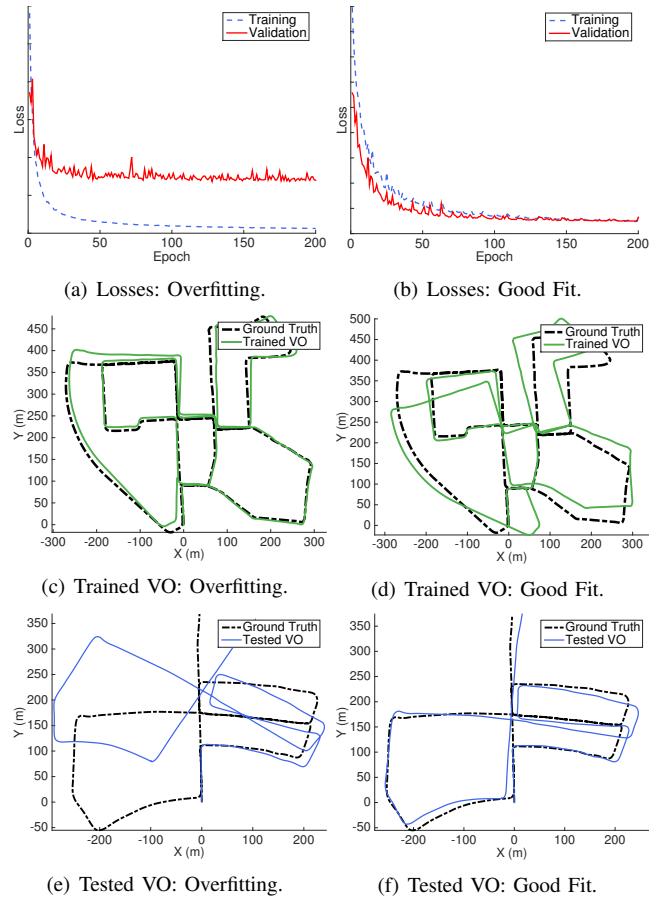 Training
Validation
Loss
0 50 100 150 200
Epoch
(a) Losses: Overfitting.
Training
Validation
Loss
0 50 100 150 200
Epoch
(b) Losses: Good Fit.
Ground Truth
Trained VO
Y (m)
450
400
350
300
250
200
150
100
50
0
-300 -200 -100 0 100 200 300
X (m)
(c) Trained VO: Overfitting.
Ground Truth
Trained VO
Y (m)
500
450
400
350
300
250
200
150
100
50
0
-300 -200 -100 0 100 200 300
X (m)
(d) Trained VO: Good Fit.
Ground Truth
Tested VO
Y (m)
350
300
250
200
150
100
50
0
-50
-200 -100 0 100 200
X (m)
(e) Tested VO: Overfitting.
Ground Truth
Tested VO
Y (m)
350
300
250
200
150
100
50
0
-50
-200 -100 0 100 200
X (m)
(f) Tested VO: Good Fit.